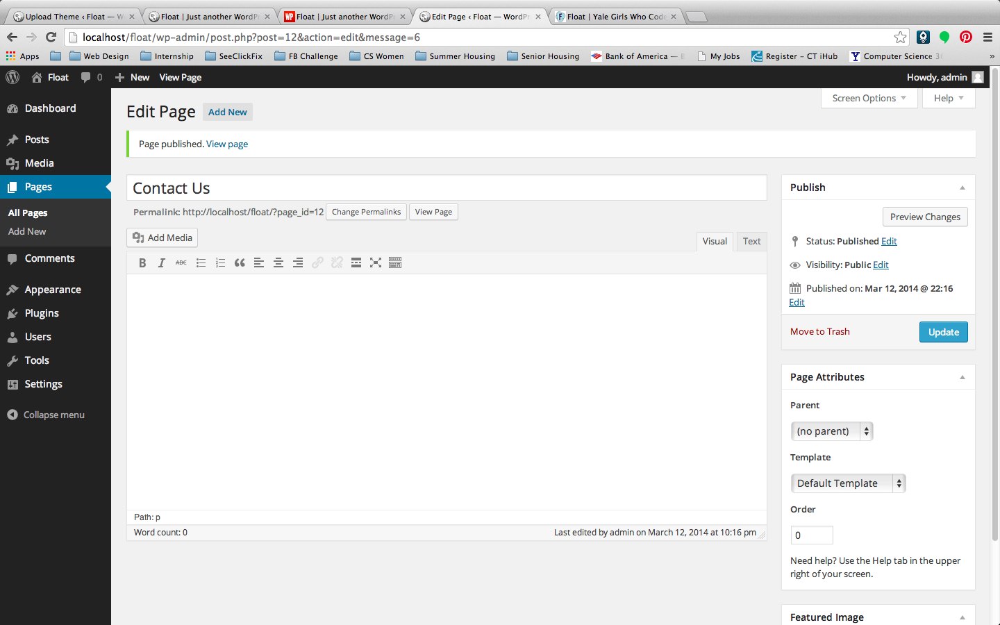 Upload Theme ‹ Float — W
Float | Just another WordPr
Float | Just another WordPr
Edit Page ‹ Float — WordPr
Float | Yale Girls Who Code
localhost/float/wp-admin/post.php?post=12&action=edit&message=6
Apps Web Design Internship SeeClickFix FB Challenge CS Women Summer Housing Senior Housing Bank of America — My Jobs Register – CT iHub Computer Science 36 »
Float 0 New View Page Howdy, admin
Dashboard
Posts
Media
Pages
All Pages
Add New
Comments
Appearance
Plugins
Users
Tools
Settings
Collapse menu
Screen Options Help
Edit Page Add New
Page published. View page
Contact Us
Permalink: http://localhost/float/?page_id=12 Change Permalinks View Page
Add Media
Visual Text
B I ABC
Path: p
Word count: 0 Last edited by admin on March 12, 2014 at 10:16 pm
Publish
Preview Changes
Status: Published Edit
Visibility: Public Edit
Published on: Mar 12, 2014 @ 22:16
Edit
Move to Trash Update
Page Attributes
Parent
(no parent)
Template
Default Template
Order
0
Need help? Use the Help tab in the upper
right of your screen.
Featured Image